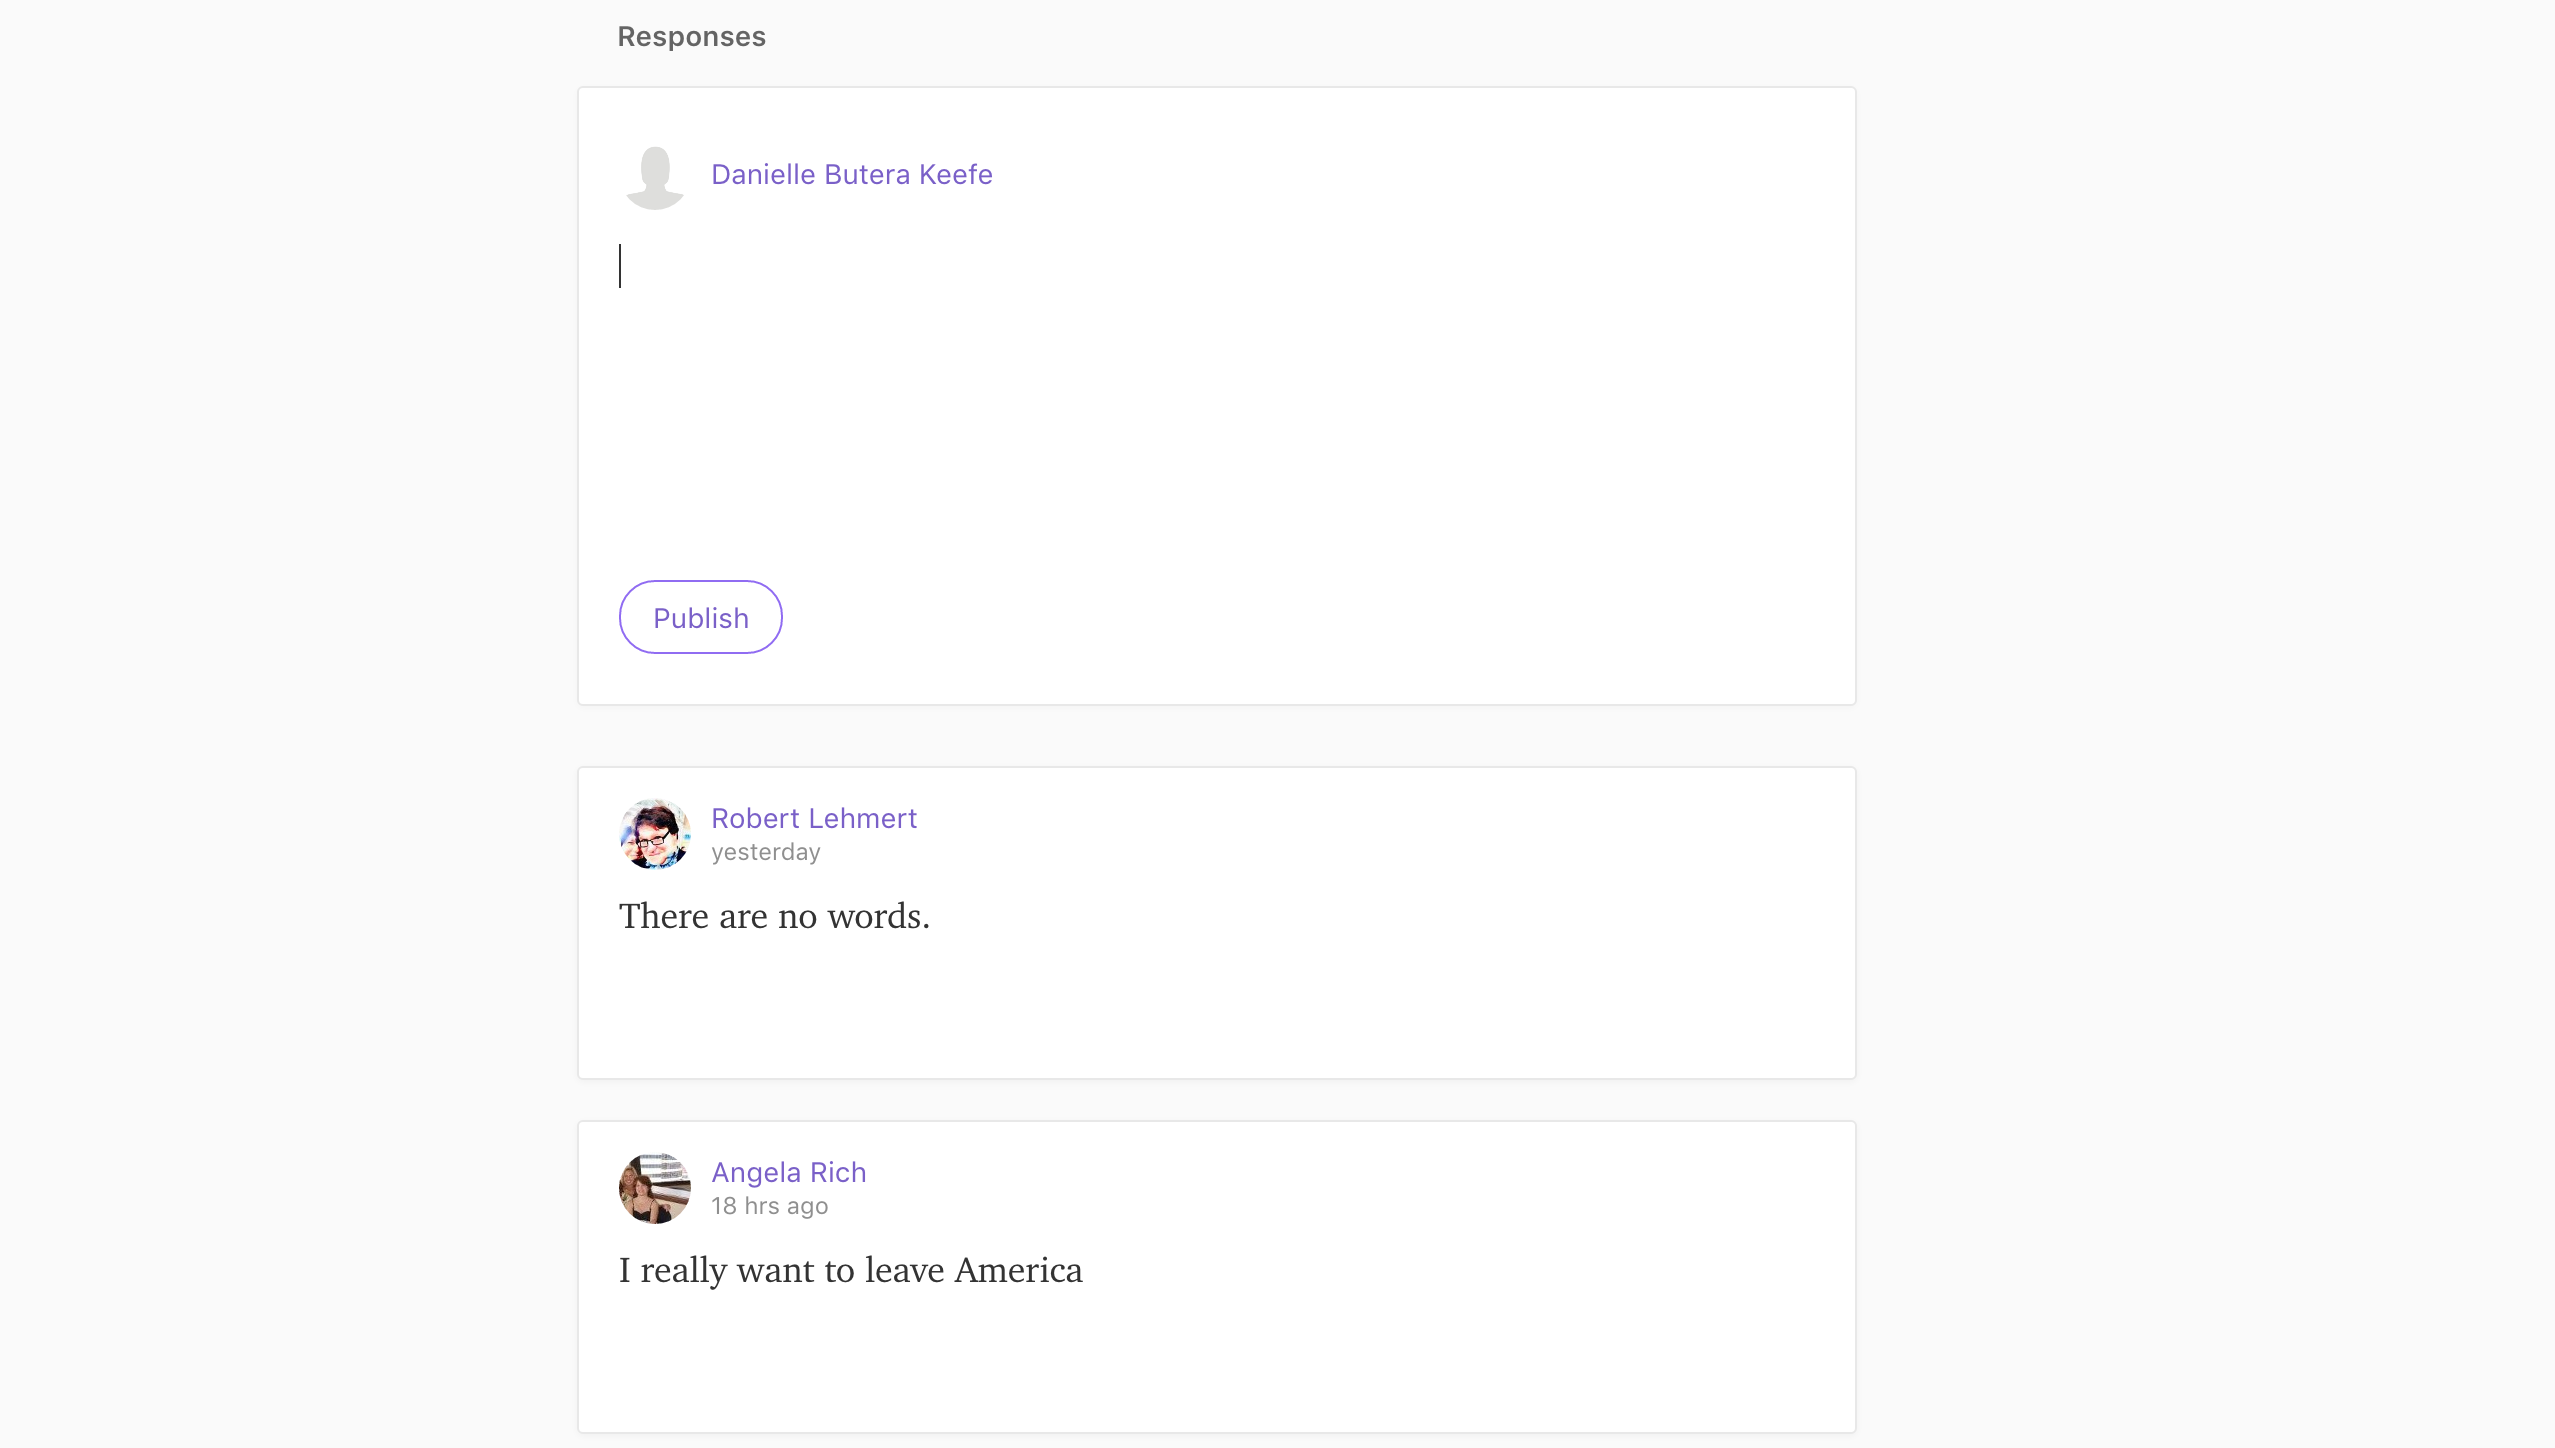 Responses
Danielle Butera Keefe
Publish
Robert Lehmert
yesterday
There are no words.
Angela Rich
18 hrs ago
I really want to leave America